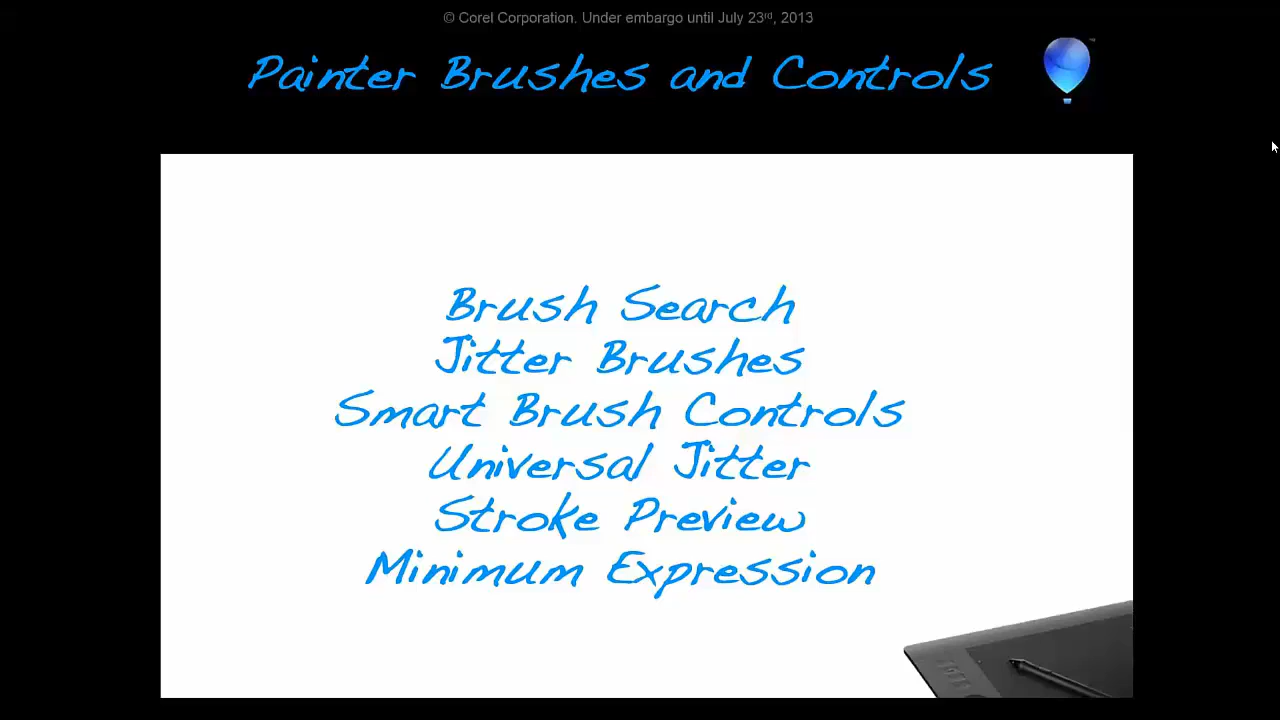 © Corel Corporation. Under embargo until July 23rd, 2013
Painter Brushes and Controls
Brush Search
Jitter Brushes
Smart Brush Controls
Universal Jitter
Stroke Preview
Minimum Expression